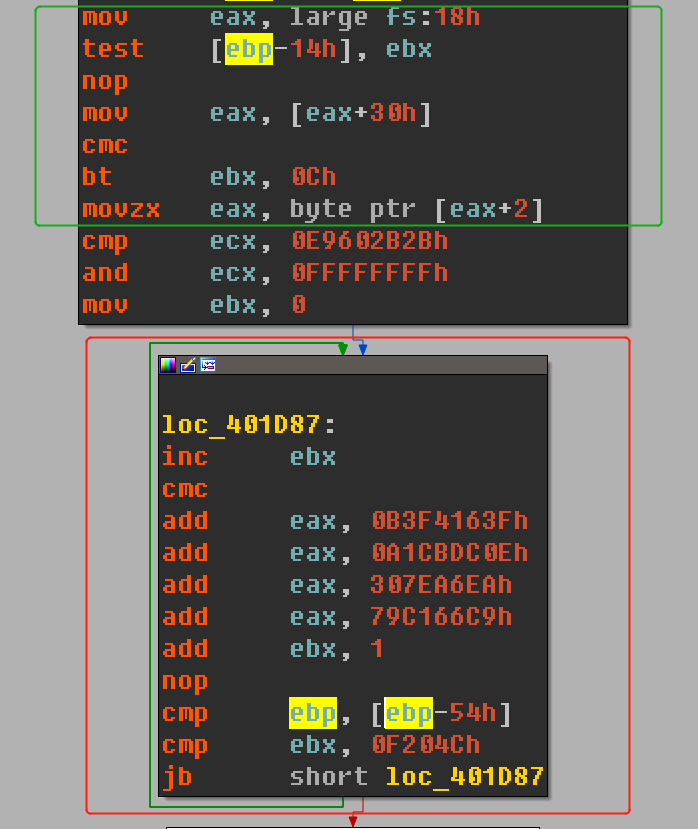 mov eax, large fs:18h
test [ebp-14h], ebx
nop
mov eax, [eax+30h]
cmc
bt ebx, 0Ch
movzx eax, byte ptr [eax+2]
cmp ecx, 0E9602B2Bh
and ecx, 0FFFFFFFFh
mov ebx, 0
loc_401D87:
inc ebx
cmc
add eax, 0B3F4163Fh
add eax, 0A1CBDC0Eh
add eax, 307EA6EAh
add eax, 79C166C9h
add ebx, 1
nop
cmp ebp, [ebp-54h]
cmp ebx, 0F204Ch
jb short loc_401D87